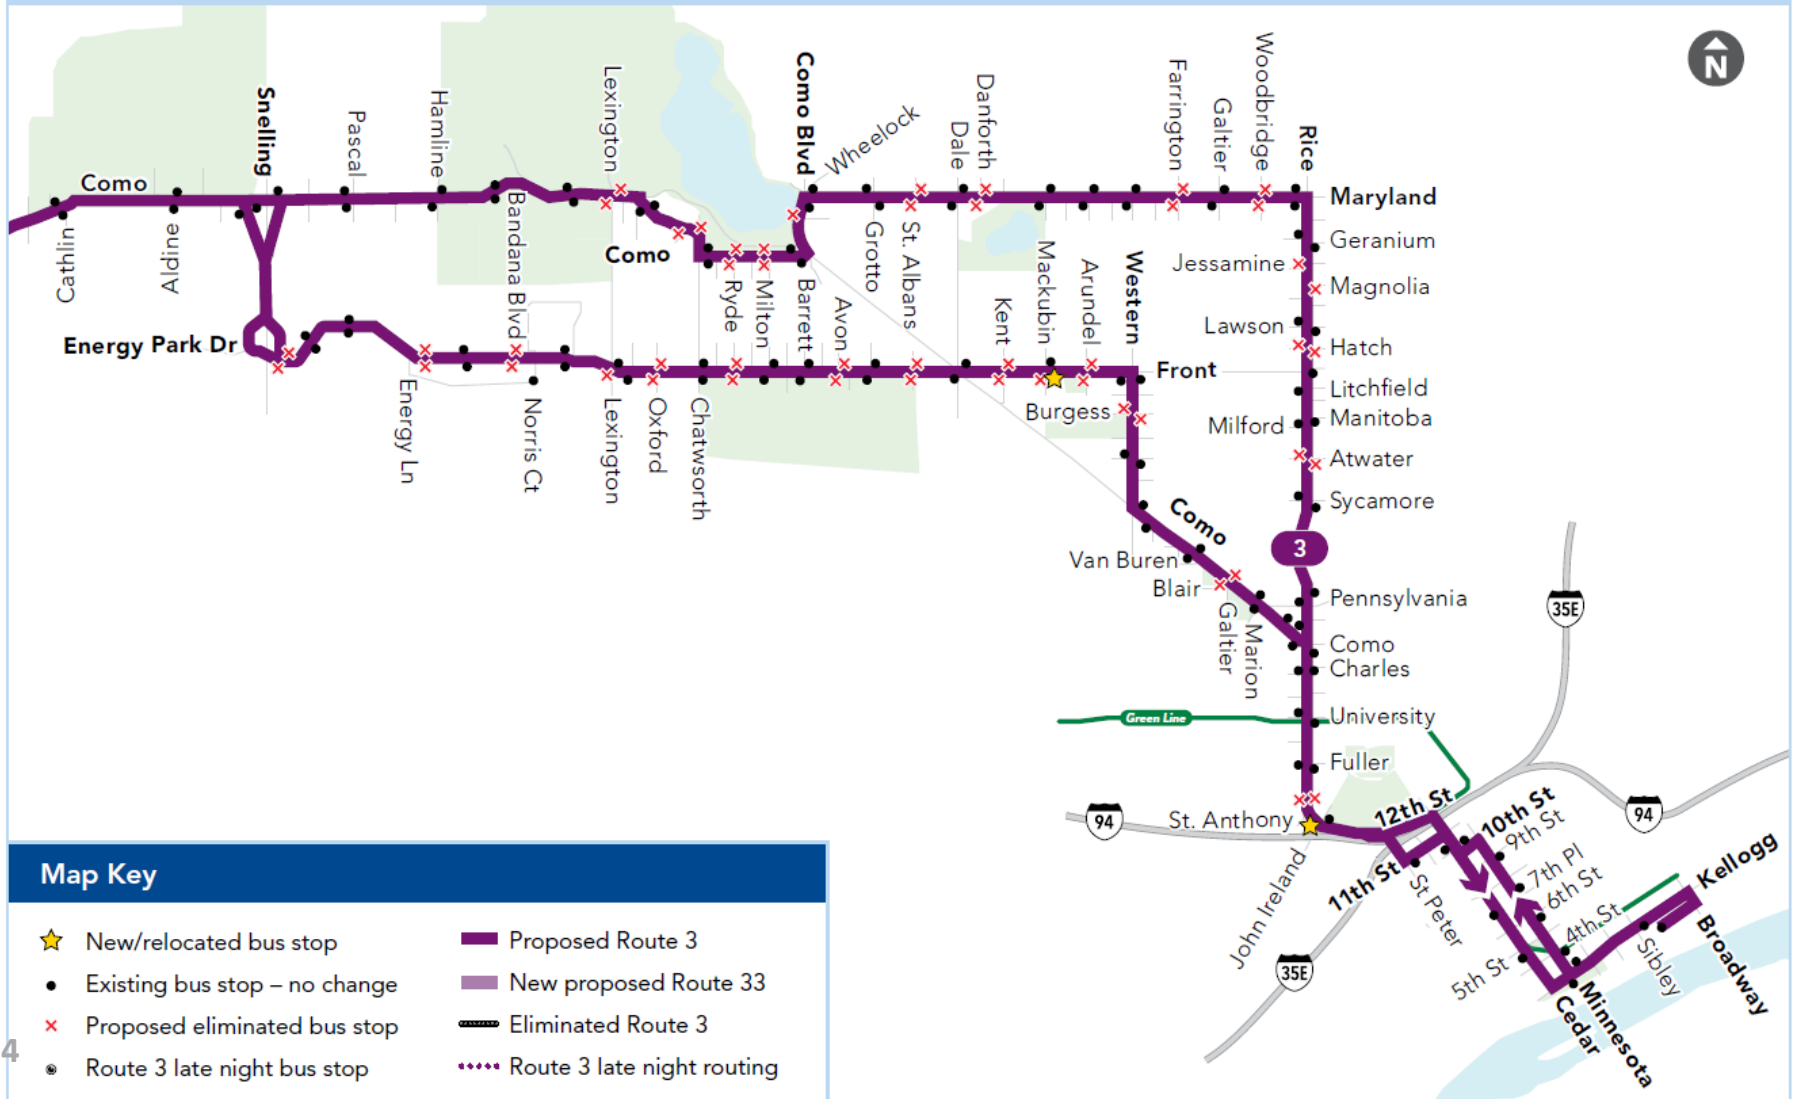 N
Como
Snelling
Pascal
Hamline
Lexington
Como Blvd
Wheelock
Dale
Danforth
Farrington
Galtier
Woodbridge
Rice
Maryland
Cathlin
Aldine
Bandana Blvd
Como
Ryde
Milton
Barrett
Avon
Grotto
St. Albans
Kent
Mackubin
Arundel
Western
Geranium
Jessamine
Magnolia
Lawson
Hatch
Energy Park Dr
Energy Ln
Norris Ct
Lexington
Oxford
Chatworth
Front
Burgess
Litchfield
Milford
Manitoba
Atwater
Sycamore
Como
3
Van Buren
Blair
Galtier
Marion
Pennsylvania
35E
Como
Charles
Green Line
University
Fuller
94
St. Anthony
12th St
10th St
9th St
94
7th Pl
6th St
Kellogg
11th St
St Peter
John Ireland
4th St
5th St
Sibley
Broadway
35E
Cedar
Minnesota
Map Key
New/relocated bus stop
Existing bus stop – no change
Proposed eliminated bus stop
Route 3 late night bus stop
Proposed Route 3
New proposed Route 33
Eliminated Route 3
Route 3 late night routing
4